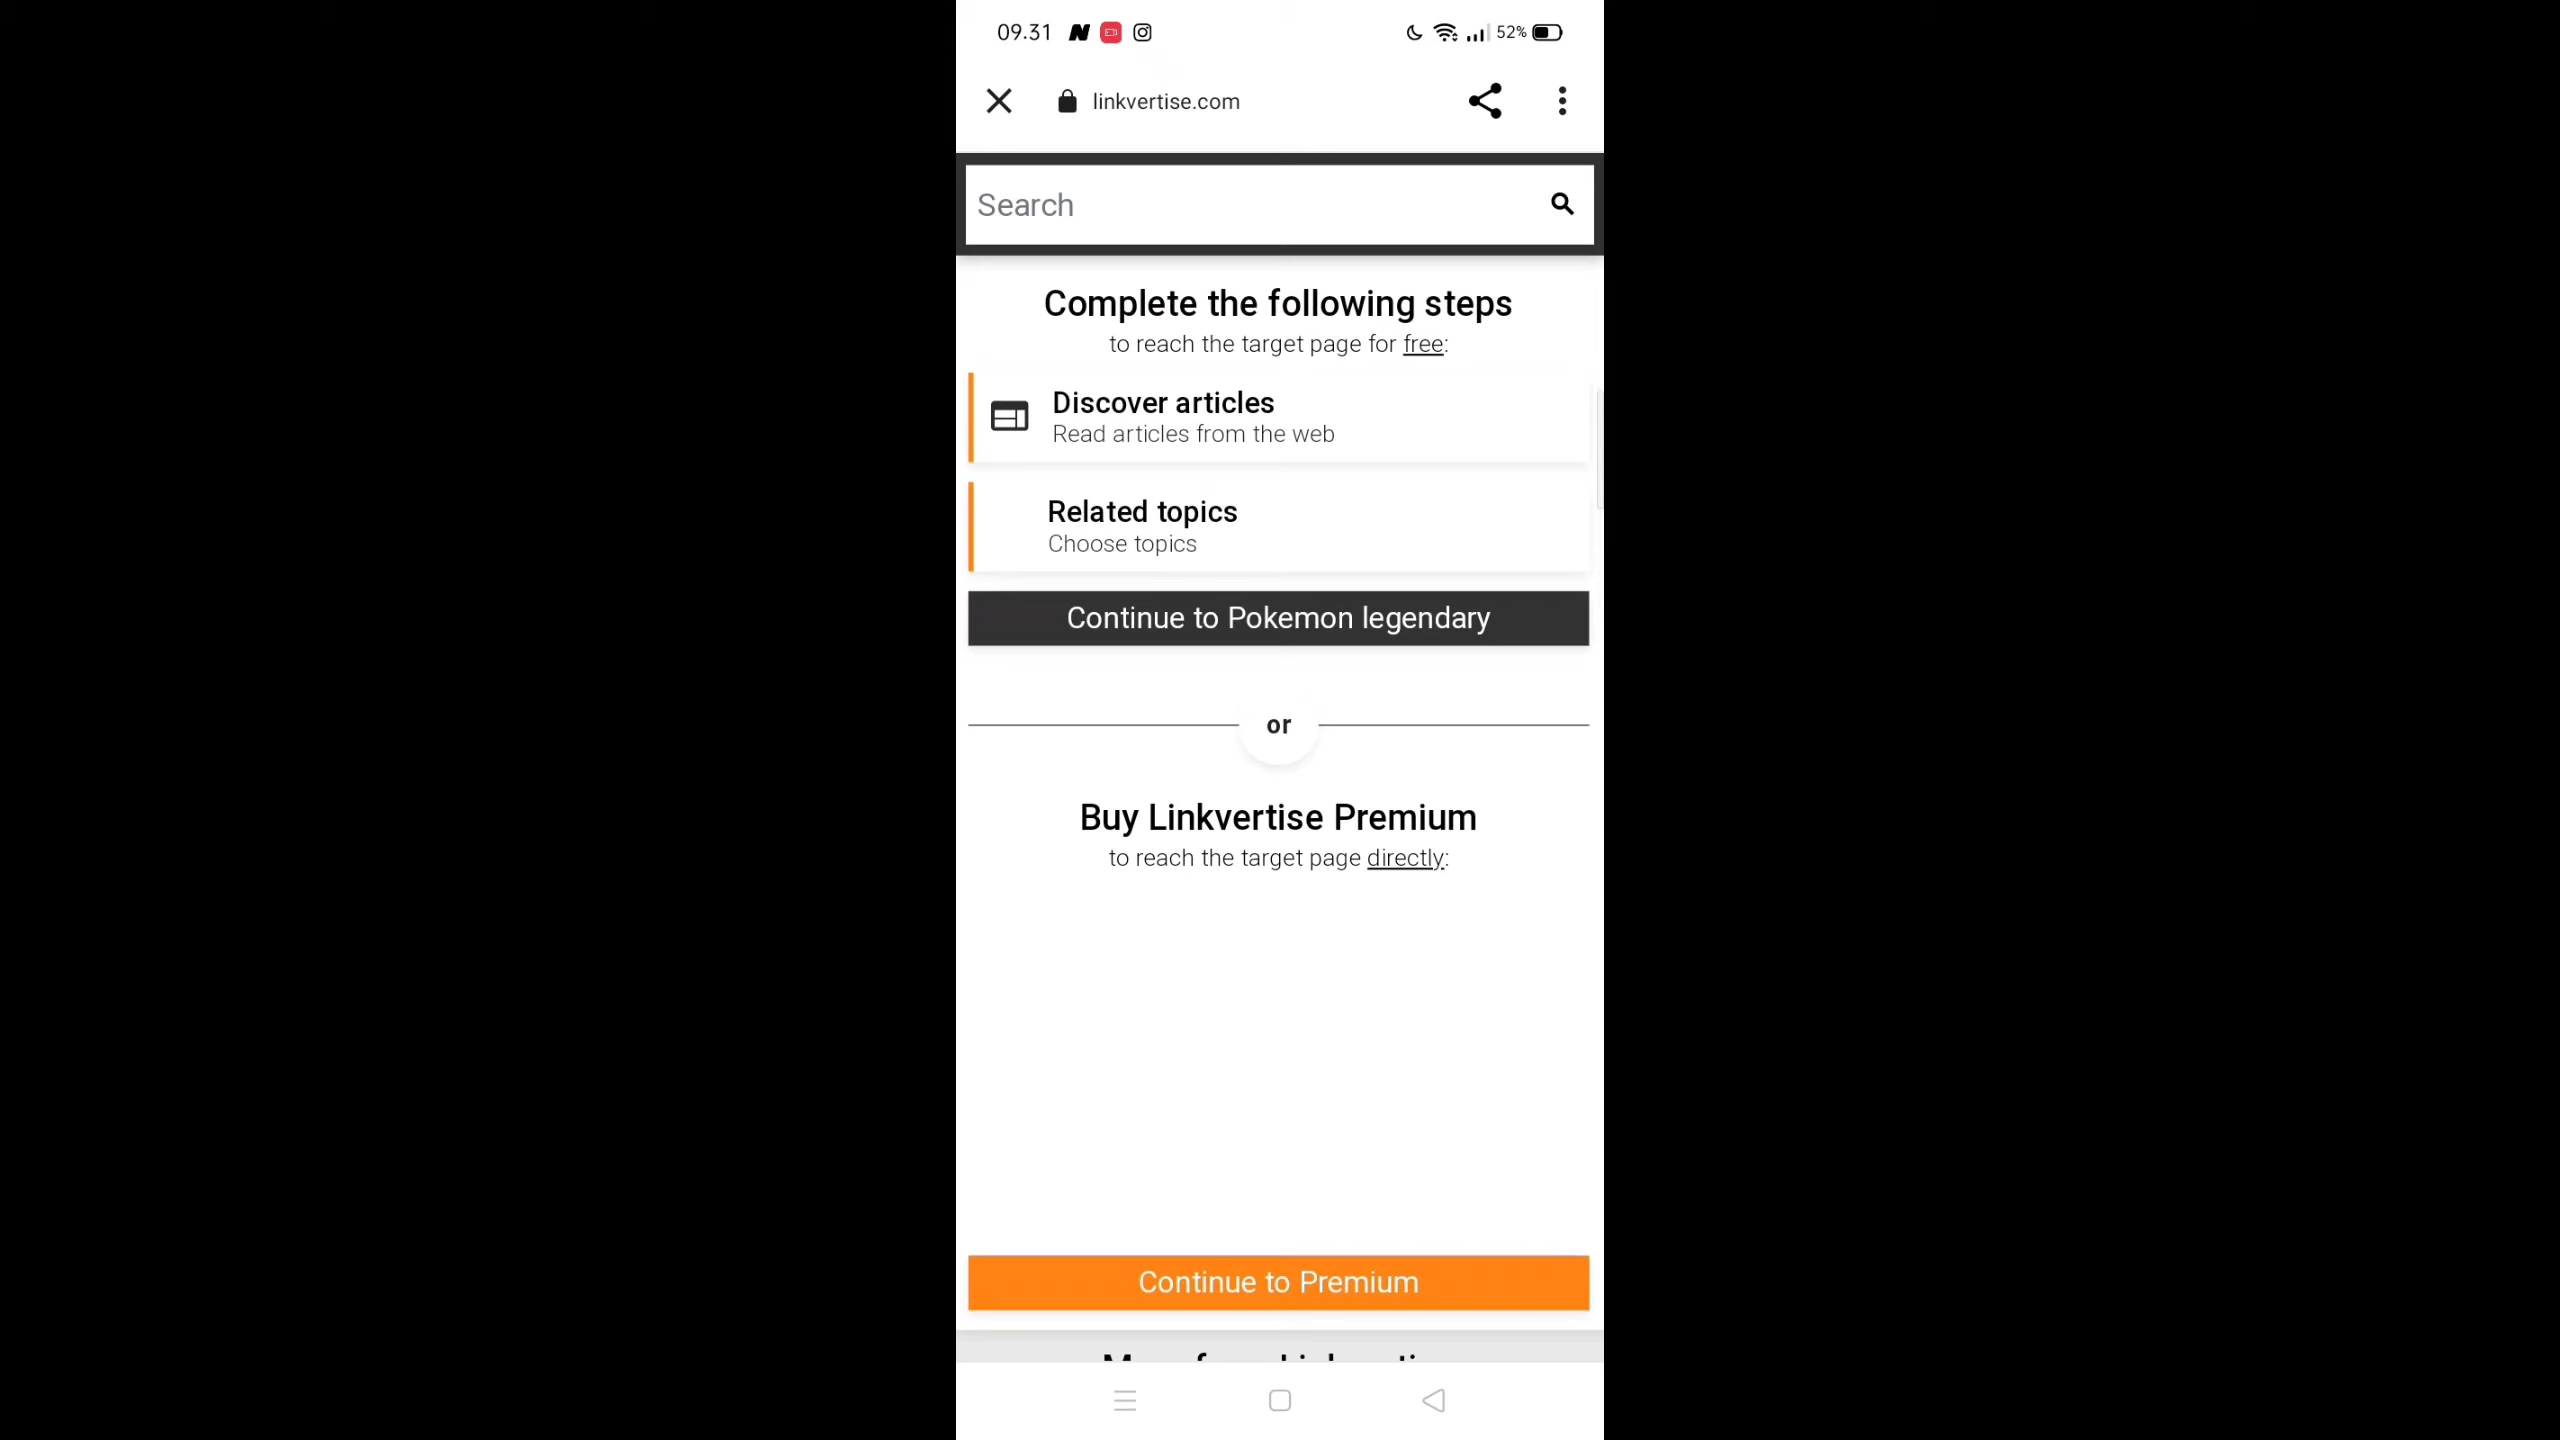 09.31
52%
linkvertise.com
Search
Complete the following steps
to reach the target page for free:
Discover articles
Read articles from the web
Related topics
Choose topics
Continue to Pokemon legendary
or
Buy Linkvertise Premium
to reach the target page directly:
Continue to Premium